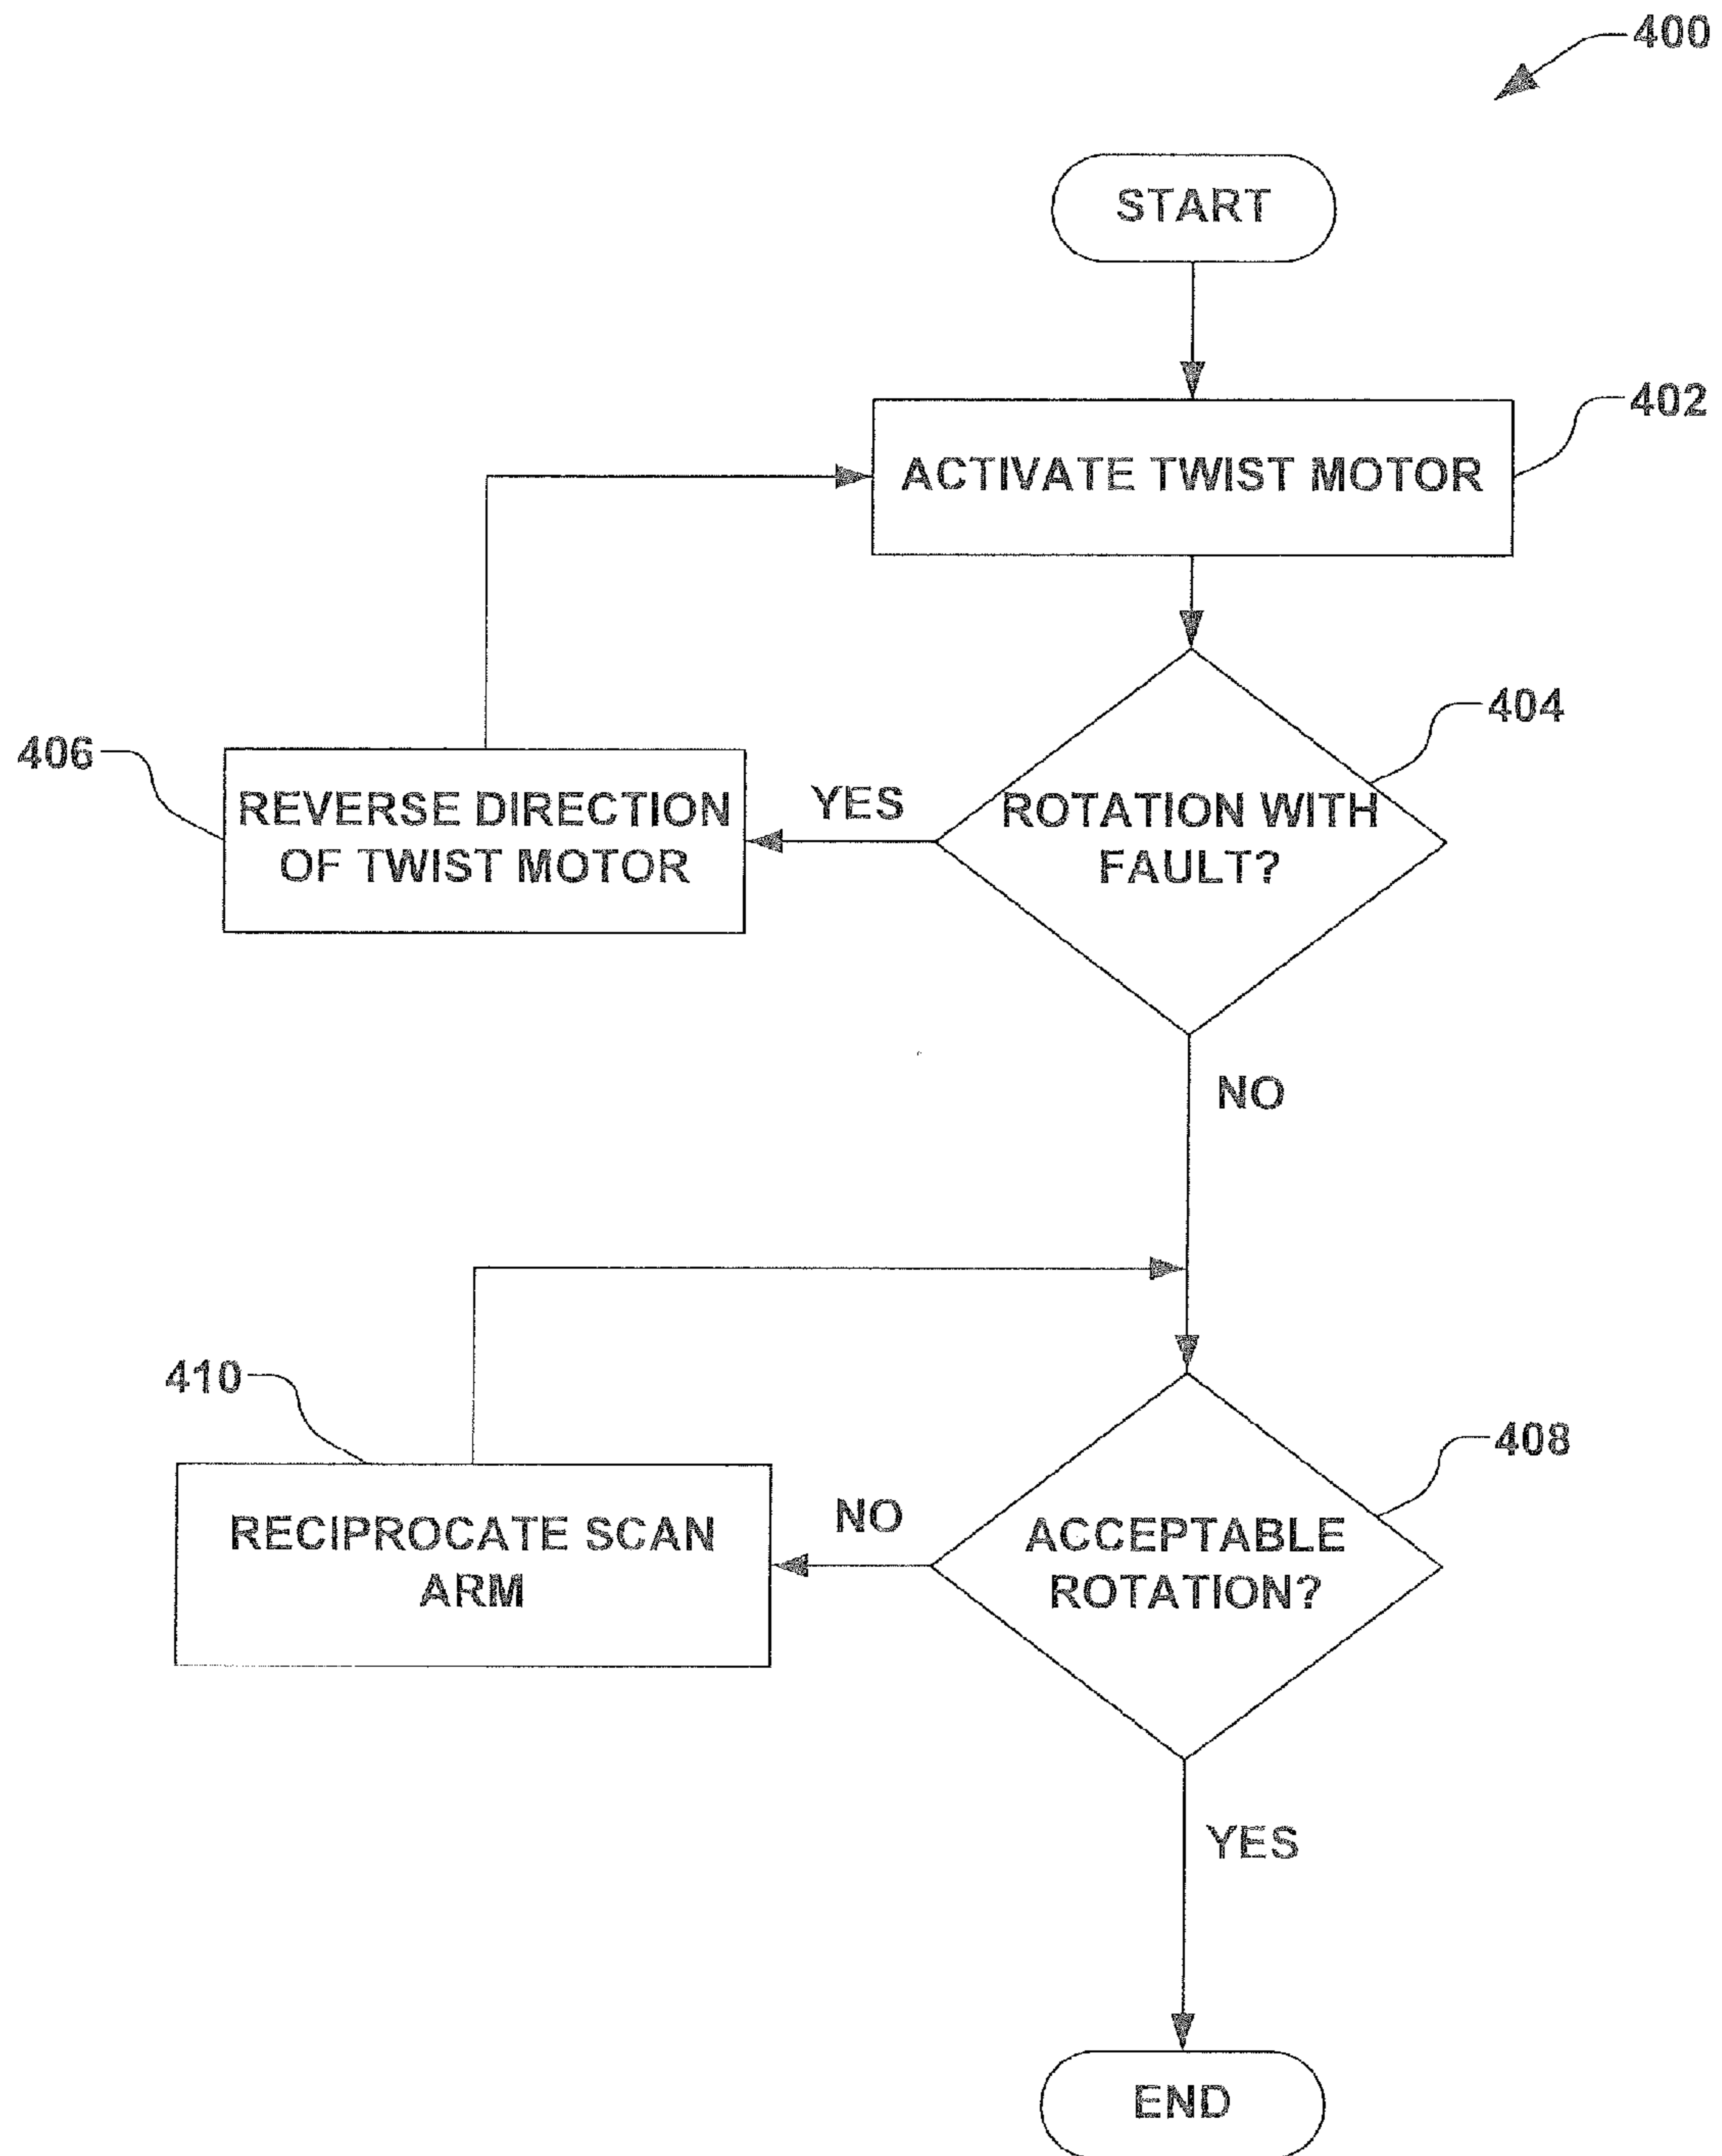 400
START
402
ACTIVATE TWIST MOTOR
404
406
REVERSE DIRECTION
OF TWIST MOTOR
YES
ROTATION WITH
FAULT?
NO
410
408
RECIPROCATE SCAN
ARM
NO
ACCEPTABLE
ROTATION?
YES
END